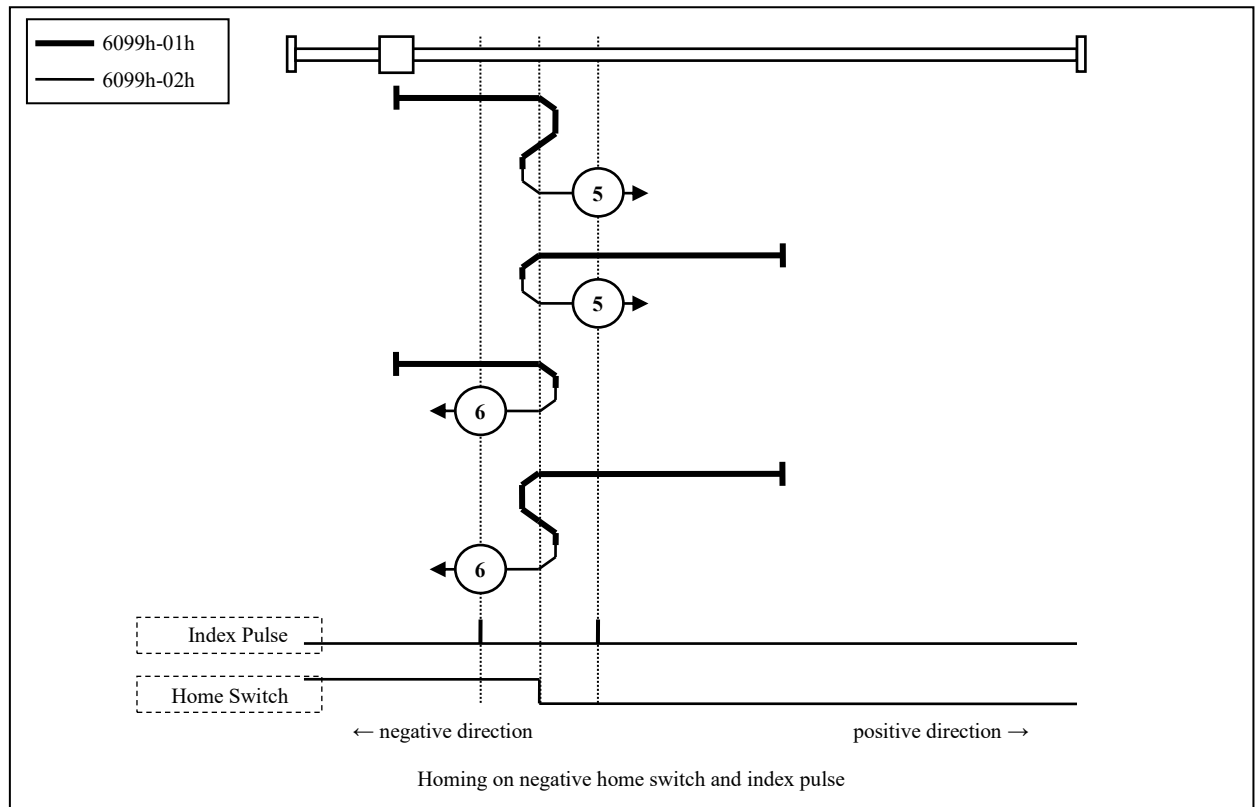 6099h-01h
6099h-02h
5
5
6
6
Index Pulse
Home Switch
← negative direction
positive direction →
Homing on negative home switch and index pulse